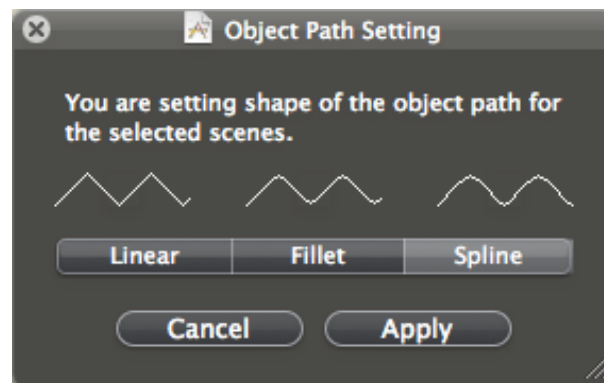 Object Path Setting
You are setting shape of the object path for
the selected scenes.
Linear Fillet Spline
Cancel Apply